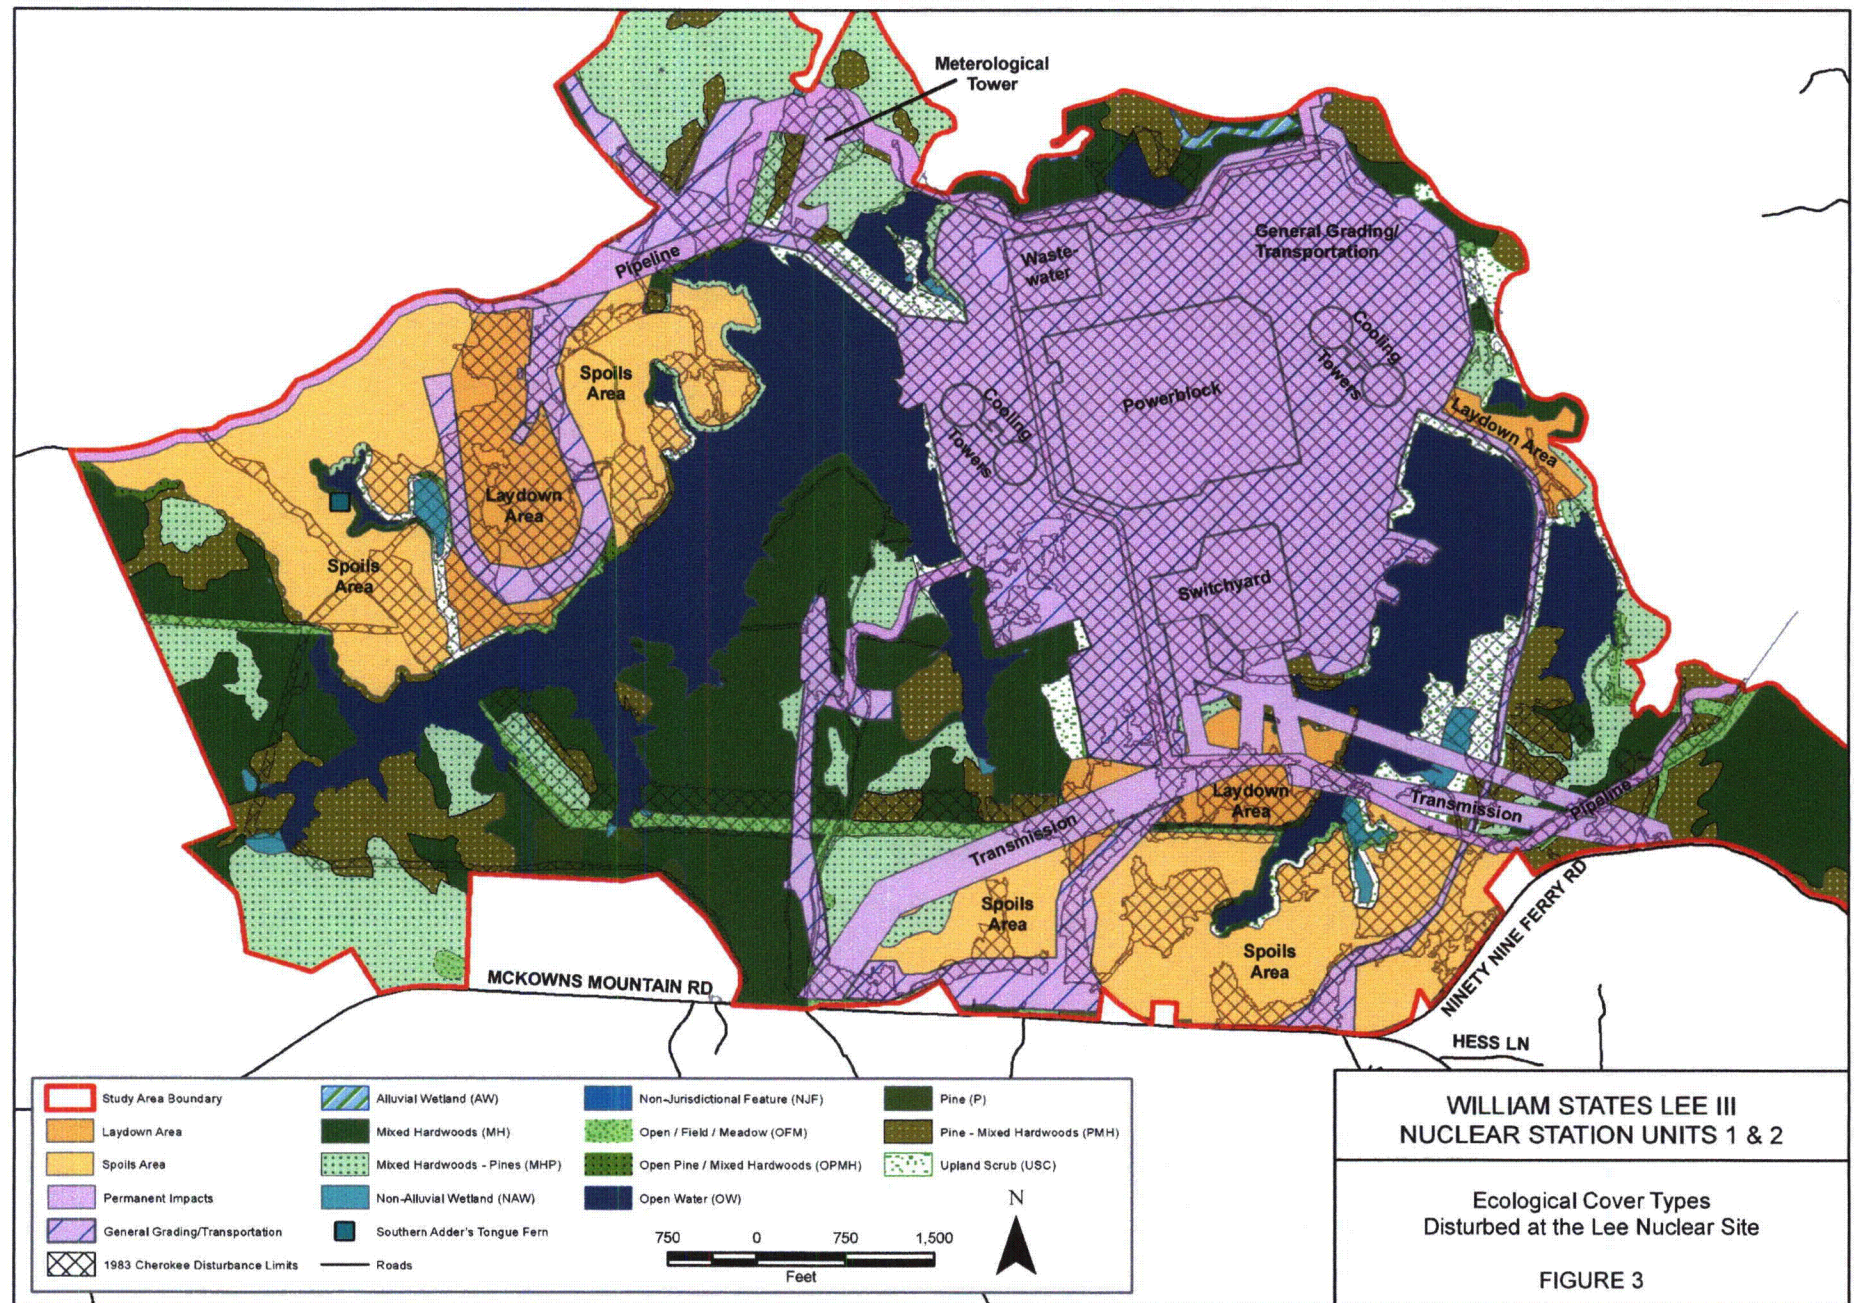 Meterological
Tower
General Grading/
Transportation
Waste-
water
Pipeline
Cooling
Towers
Spoils
Area
Powerblock
Cooling
Towers
Laydown Area
Laydown
Area
Spoils
Area
Switchyard
Laydown
Area
Transmission
Pipeline
Transmission
Spoils
Area
Spoils
Area
MCKOWNS MOUNTAIN RD
NINETY NINE FERRY RD
HESS LN
Study Area Boundary
Laydown Area
Spoils Area
Permanent Impacts
General Grading/Transportation
1983 Cherokee Disturbance Limits
Alluvial Wetland (AW)
Mixed Hardwoods (MH)
Mixed Hardwoods - Pines (MHP)
Non-Alluvial Wetland (NAW)
Southern Adder's Tongue Fern
Roads
Non-Jurisdictional Feature (NJF)
Open / Field / Meadow (OFM)
Open Pine / Mixed Hardwoods (OPMH)
Open Water (OW)
Pine (P)
Pine - Mixed Hardwoods (PMH)
Upland Scrub (USC)
N
750 0 750 1,500
Feet
WILLIAM STATES LEE III
NUCLEAR STATION UNITS 1 & 2
Ecological Cover Types
Disturbed at the Lee Nuclear Site
FIGURE 3